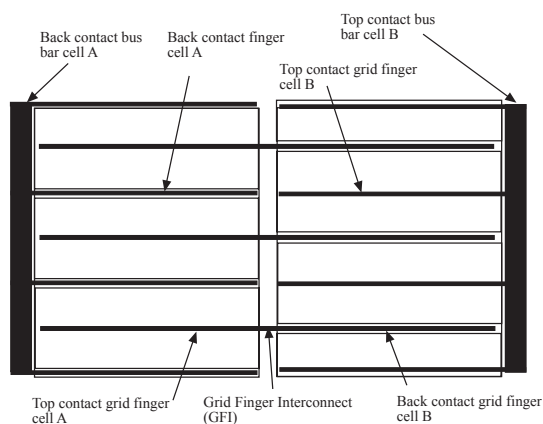 Back contact bus
bar cell A
Back contact finger
cell A
Top contact bus
bar cell B
Top contact grid finger
cell B
Top contact grid finger
cell A
Grid Finger Interconnect
(GFI)
Back contact grid finger
cell B